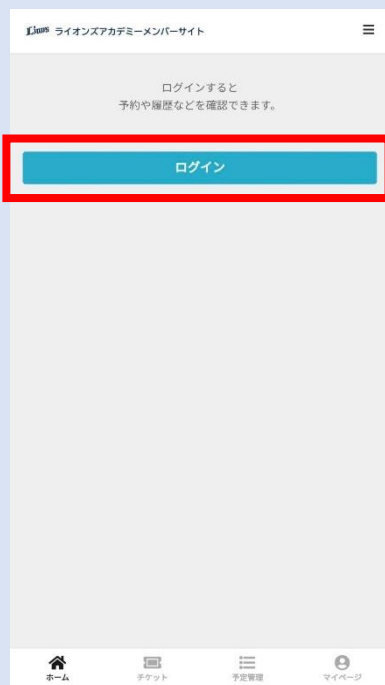 Lions ライオンズアカデミーメンバーサイト
ログインすると
予約や履歴などを確認できます。
ログイン
ホーム チケット 予定管理 マイページ